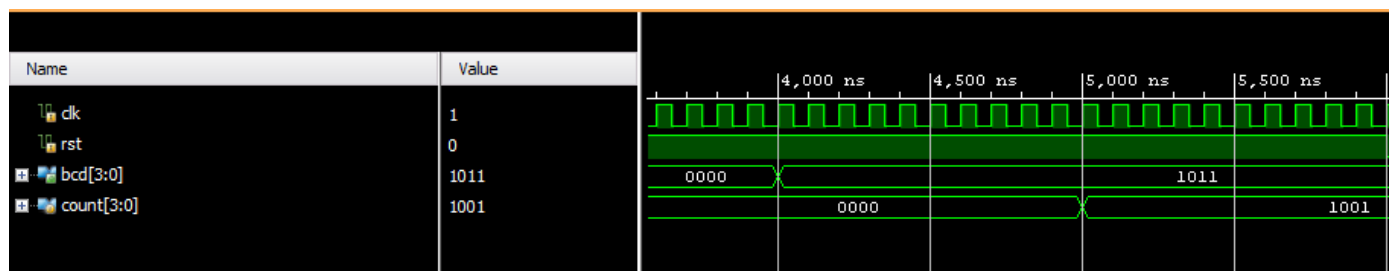 Name Value
4,000 ns 4,500 ns 5,000 ns 5,500 ns
clk 1
rst 0
bcd[3:0] 1011 0000 1011
count[3:0] 1001 0000 1001